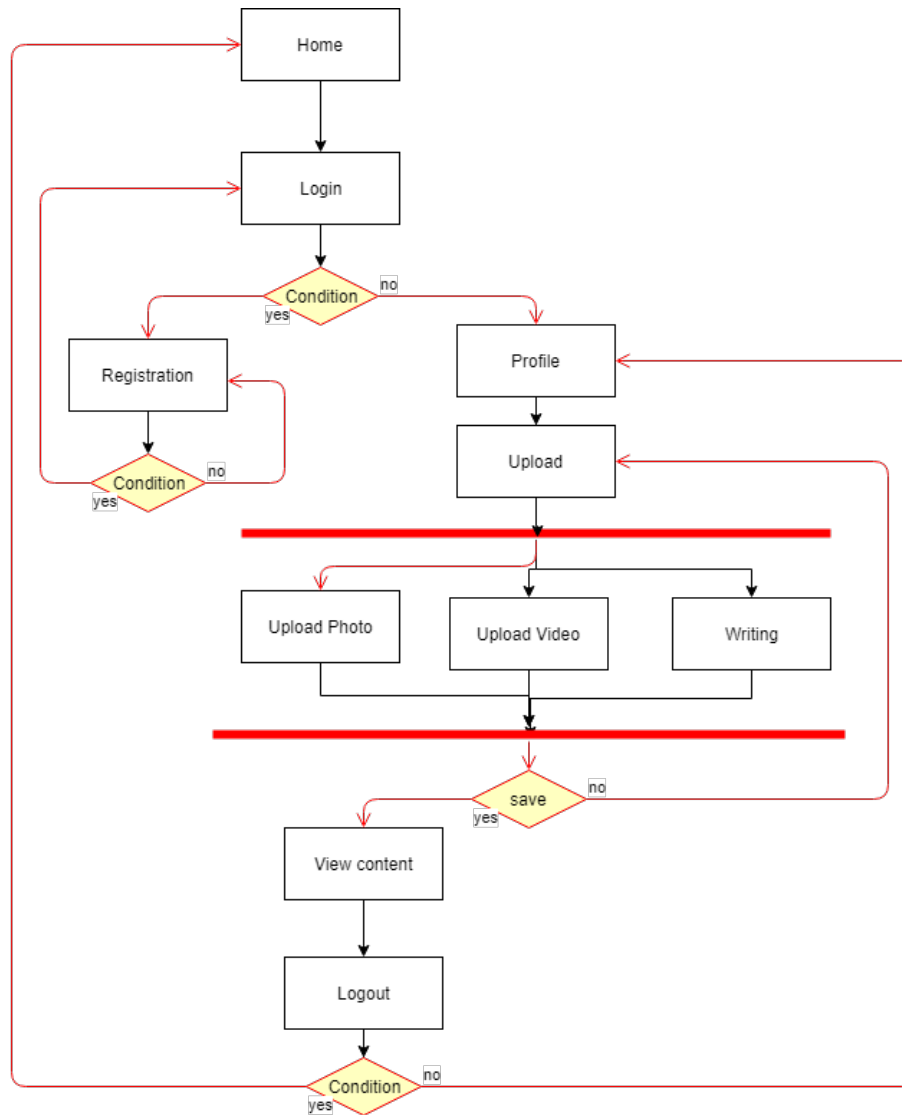 Home
Login
Condition
no
yes
Profile
Registration
Upload
Condition
no
yes
Upload Photo
Upload Video
Writing
save
no
yes
View content
Logout
Condition
no
yes